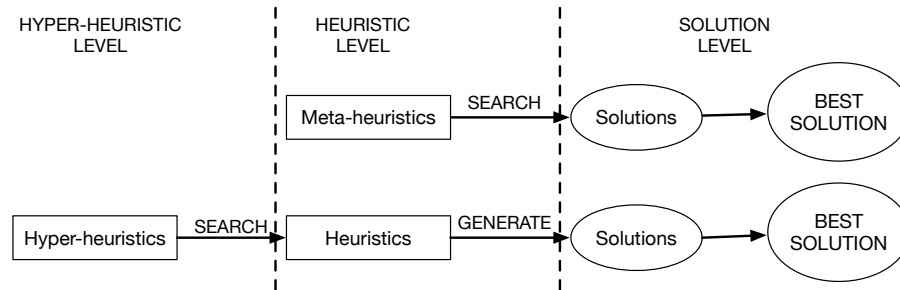 HYPER-HEURISTIC
LEVEL
HEURISTIC
LEVEL
SOLUTION
LEVEL
Meta-heuristics
SEARCH
Solutions
BEST
SOLUTION
Hyper-heuristics
SEARCH
Heuristics
GENERATE
Solutions
BEST
SOLUTION